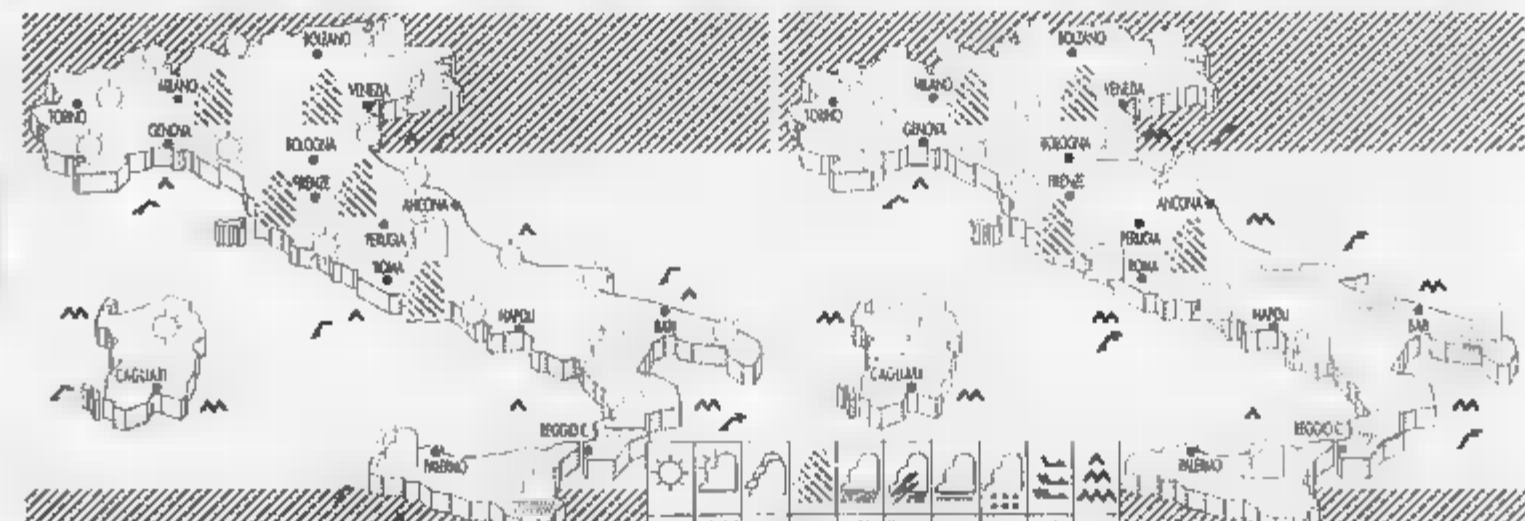 BOLZANO
MILANO
VENEZIA
TORINO
GENOVA
BOLOGNA
FIRENZE
ANCONA
PERUGIA
ROMA
NAPOLI
BARI
CAGLIARI
REGGIO C.
PALERMO
BOLZANO
MILANO
VENEZIA
TORINO
GENOVA
BOLOGNA
FIRENZE
ANCONA
PERUGIA
ROMA
NAPOLI
BARI
CAGLIARI
REGGIO C.
PALERMO